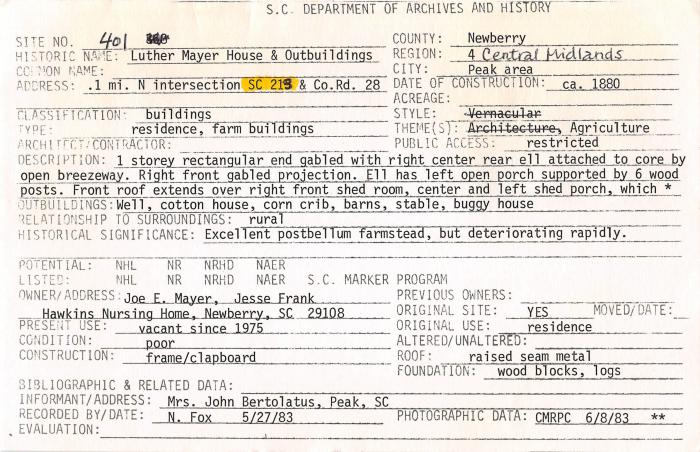 S.C. DEPARTMENT OF ARCHIVES AND HISTORY
SITE NO. 401 COUNTY: Newberry
HISTORIC NAME: Luther Mayer House & Outbuildings REGION: 4 Central Midlands
COMMON NAME: CITY: Peak area
ADDRESS: .1 mi. N intersection SC 213 & Co.Rd. 28 DATE OF CONSTRUCTION: ca. 1880
ACREAGE:
CLASSIFICATION: buildings STYLE: Vernacular
TYPE: residence, farm buildings THEME(S): Architecture, Agriculture
ARCHITECT/CONTRACTOR: PUBLIC ACCESS: restricted
DESCRIPTION: 1 storey rectangular end gabled with right center rear ell attached to core by
open breezeway. Right front gabled projection. Ell has left open porch supported by 6 wood
posts. Front roof extends over right front shed room, center and left shed porch, which *
OUTBUILDINGS: Well, cotton house, corn crib, barns, stable, buggy house
RELATIONSHIP TO SURROUNDINGS: rural
HISTORICAL SIGNIFICANCE: Excellent postbellum farmstead, but deteriorating rapidly.
POTENTIAL: NHL NR NRHD NAER
LISTED: NHL NR NRHD NAER S.C. MARKER PROGRAM
OWNER/ADDRESS: Joe E. Mayer, Jesse Frank PREVIOUS OWNERS:
Hawkins Nursing Home, Newberry, SC 29108 ORIGINAL SITE: YES MOVED/DATE:
PRESENT USE: vacant since 1975 ORIGINAL USE: residence
CONDITION: poor ALTERED/UNALTERED:
CONSTRUCTION: frame/clapboard ROOF: raised seam metal
FOUNDATION: wood blocks, logs
BIBLIOGRAPHIC & RELATED DATA:
INFORMANT/ADDRESS: Mrs. John Bertolatus, Peak, SC
RECORDED BY/DATE: N. Fox 5/27/83 PHOTOGRAPHIC DATA: CMRPC 6/8/83 **
EVALUATION: